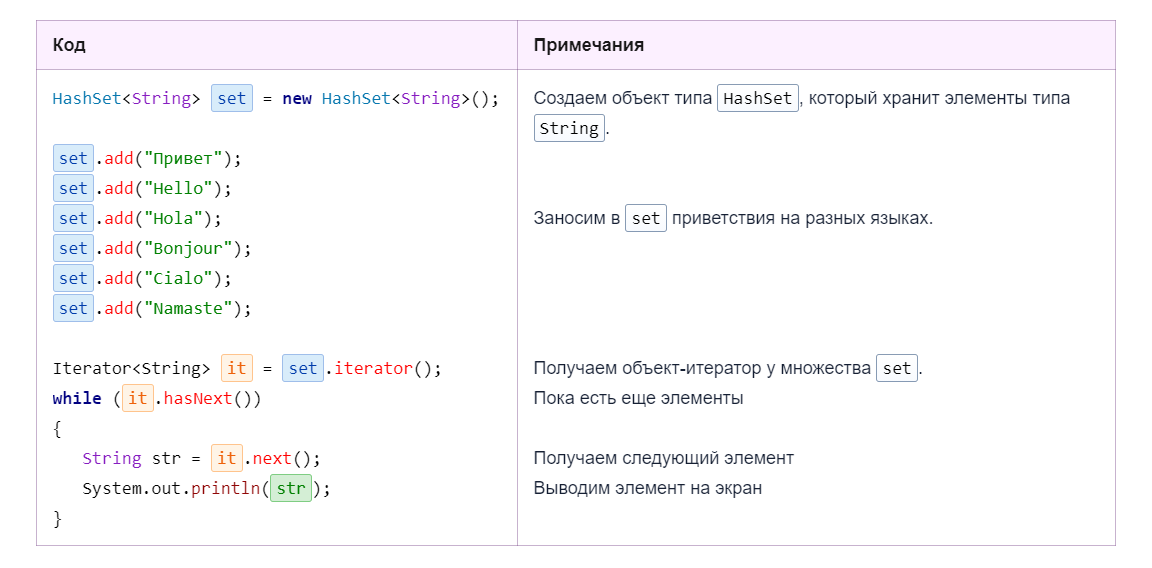 Код Примечания
HashSet<String> set = new HashSet<String>(); Создаем объект типа HashSet, который хранит элементы типа
String.
set.add("Привет");
set.add("Hello");
set.add("Hola"); Заносим в set приветствия на разных языках.
set.add("Bonjour");
set.add("Cialo");
set.add("Namaste");
Iterator<String> it = set.iterator(); Получаем объект-итератор у множества set.
while (it.hasNext()) Пока есть еще элементы
{
String str = it.next(); Получаем следующий элемент
System.out.println(str); Выводим элемент на экран
}